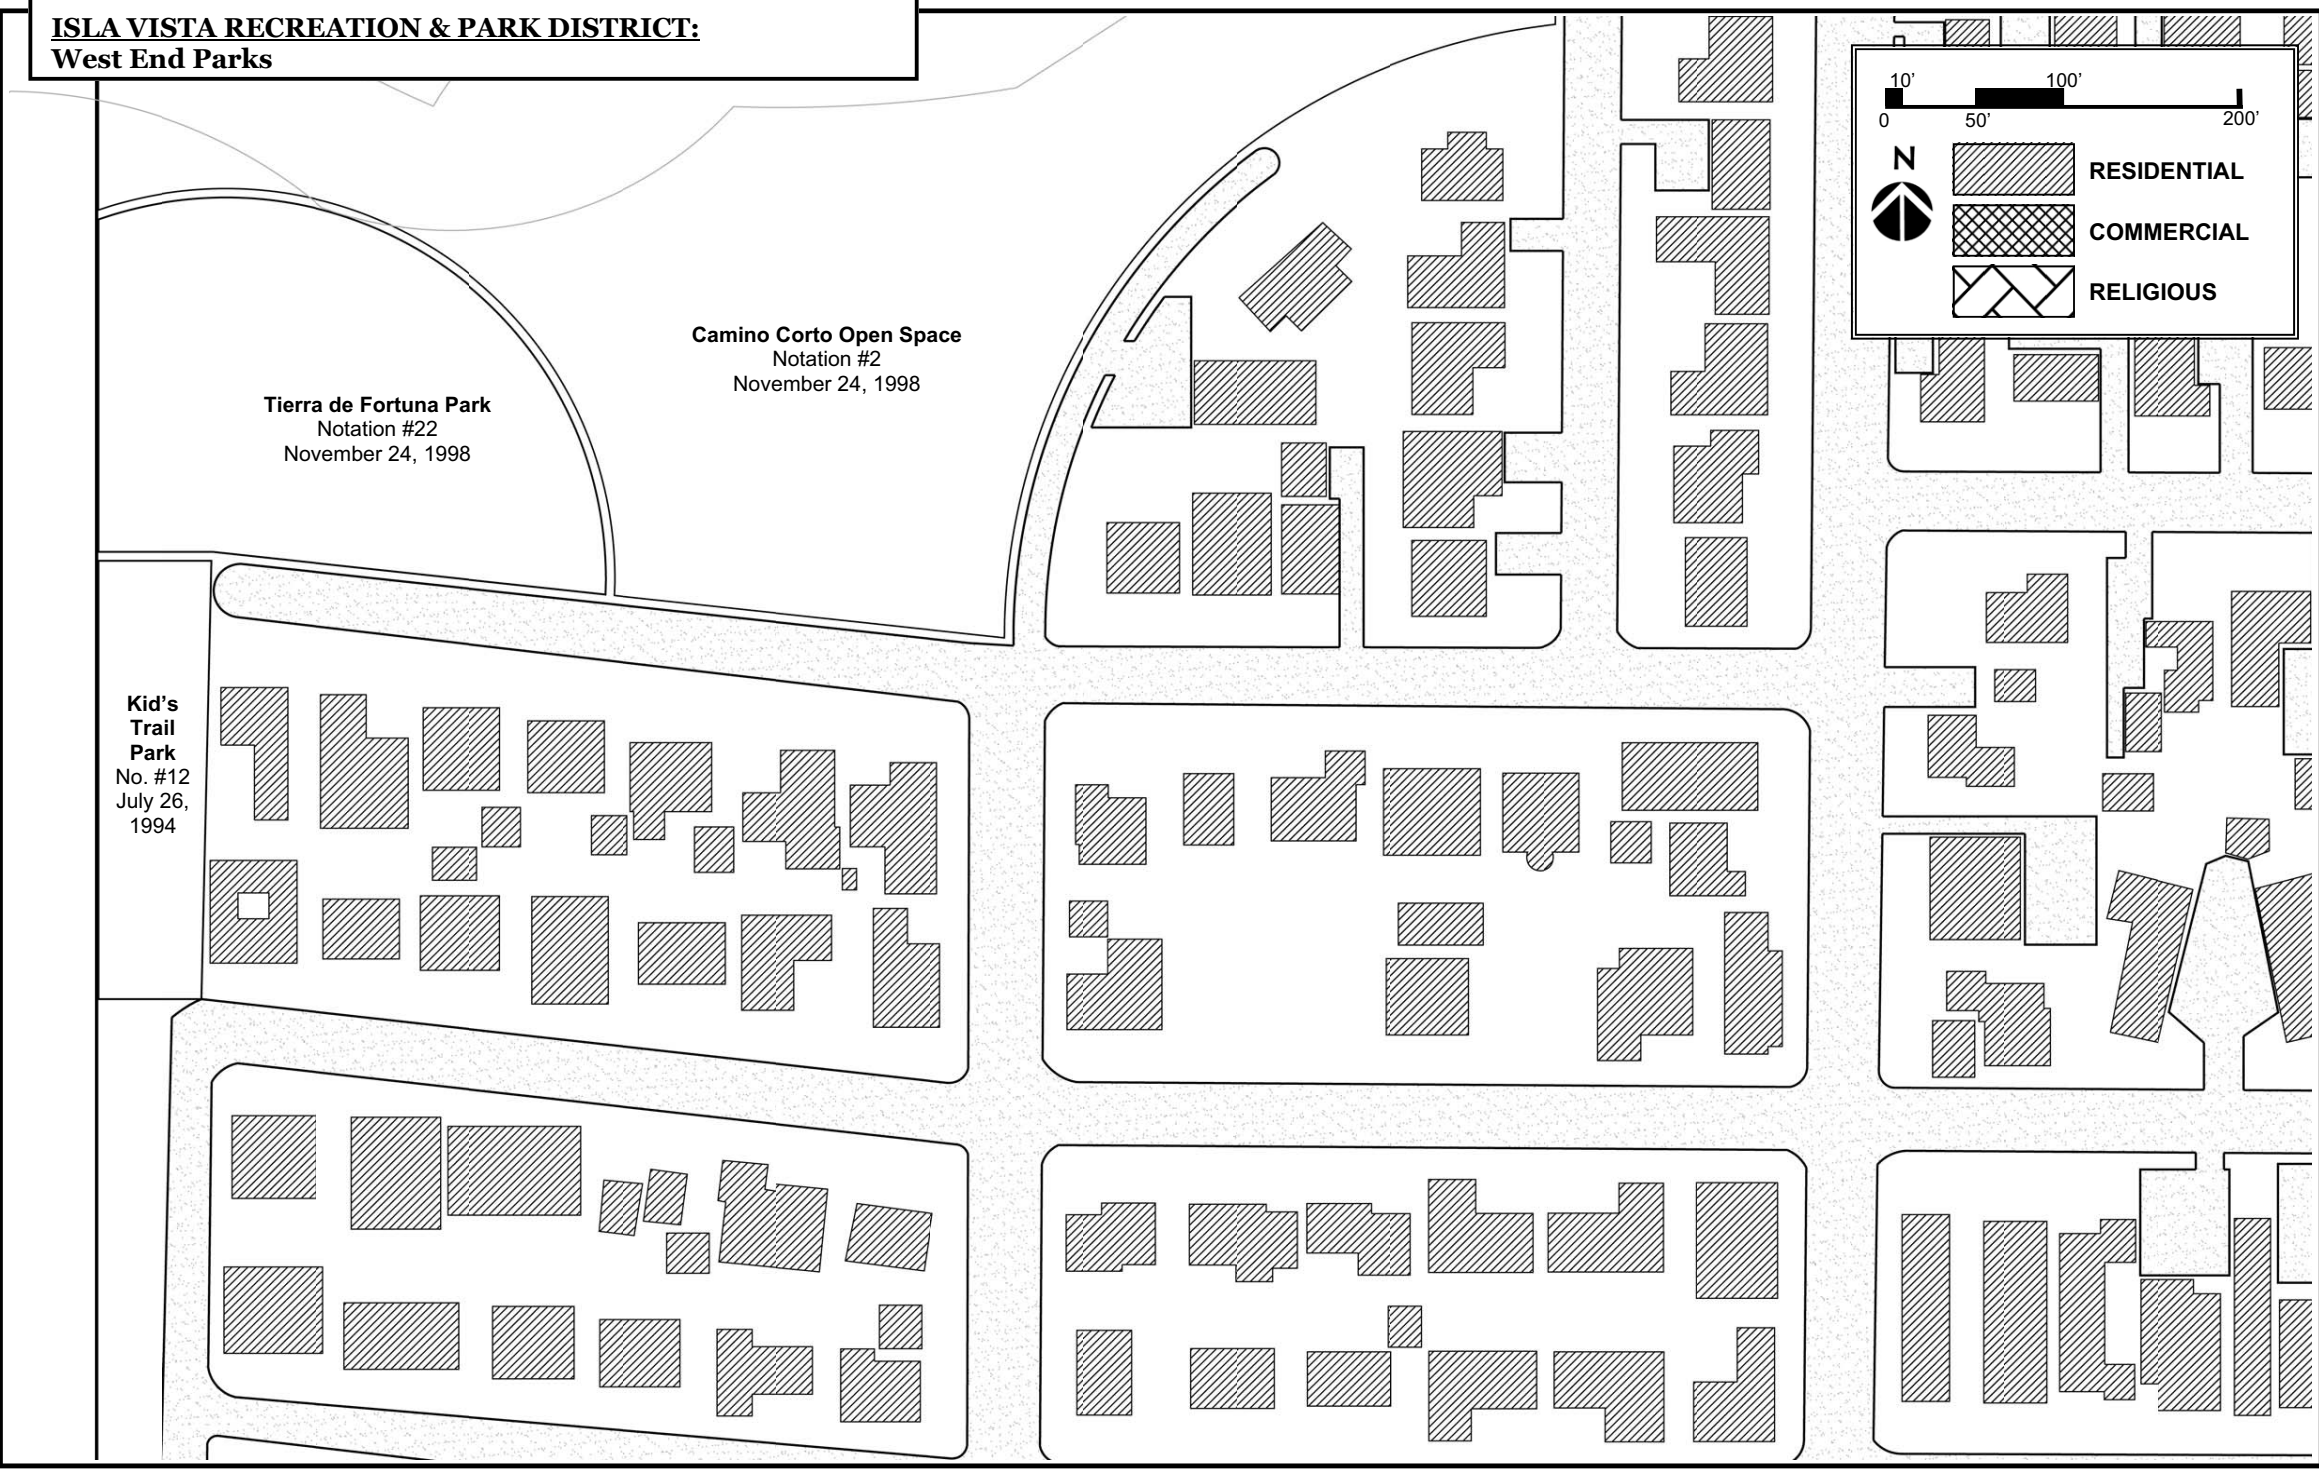 ISLA VISTA RECREATION & PARK DISTRICT:
West End Parks
10’ 100’
0 50’ 200’
N
RESIDENTIAL
COMMERCIAL
RELIGIOUS
Camino Corto Open Space
Notation #2
November 24, 1998
Tierra de Fortuna Park
Notation #22
November 24, 1998
Kid’s
Trail
Park
No. #12
July 26,
1994